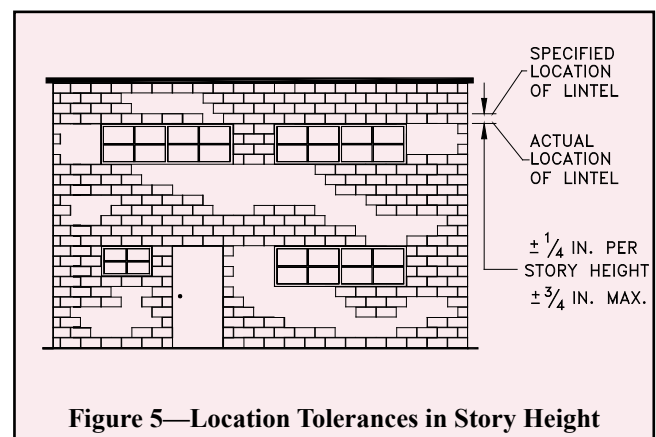 SPECIFIED
LOCATION
OF LINTEL
ACTUAL
LOCATION
OF LINTEL
± 1/4 IN. PER
STORY HEIGHT
± 3/4 IN. MAX.
Figure 5—Location Tolerances in Story Height